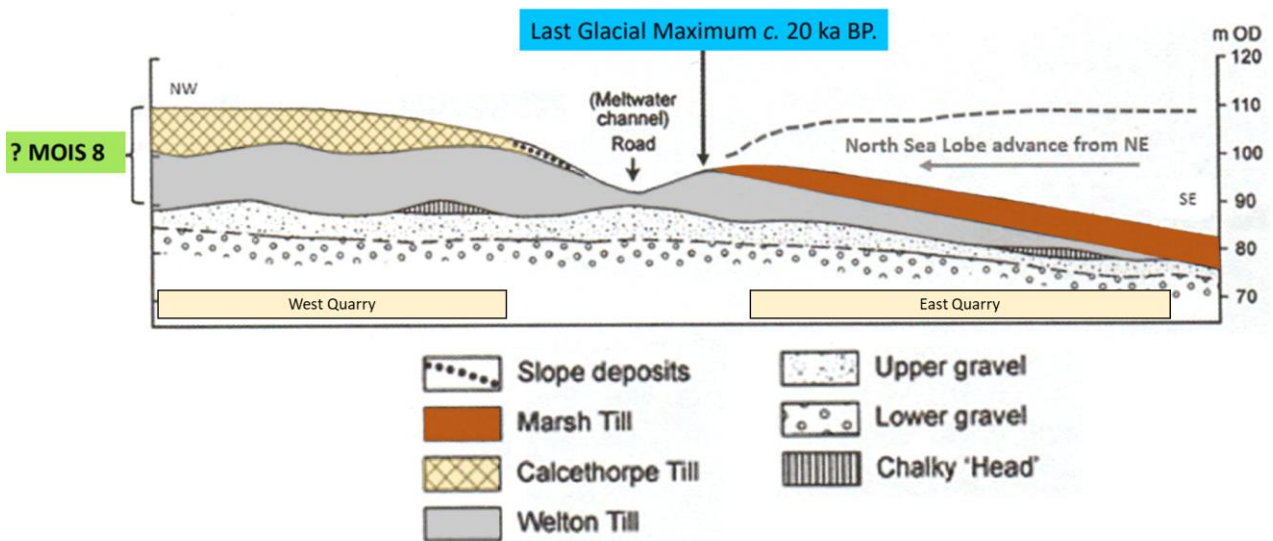 Last Glacial Maximum c. 20 ka BP.
m OD
120
NW
(Meltwater
channel)
Road
110
? MOIS 8
North Sea Lobe advance from NE
100
SE
90
80
West Quarry
East Quarry
70
Slope deposits
Marsh Till
Calcethorpe Till
Welton Till
Upper gravel
Lower gravel
Chalky 'Head'